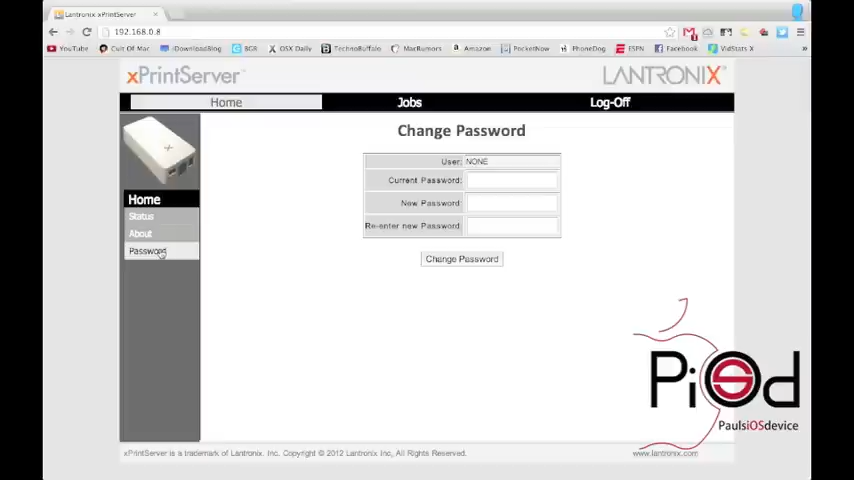 Lantronix xPrintServer
192.168.0.8
YouTube Cult Of Mac iDownloadBlog BGR OSX Daily TechnoBuffalo MacRumors Amazon PocketNow PhoneDog ESPN Facebook VidStats X »
xPrintServer™ LANTRONIX
Home Jobs Log-Off
Change Password
User: NONE
Current Password:
New Password:
Re-enter new Password:
Change Password
Home
Status
About
Password
PiOSd
PaulsiOSdevice
xPrintServer is a trademark of Lantronix. Inc. Copyright © 2012 Lantronix Inc, All Rights Reserved. www.lantronix.com